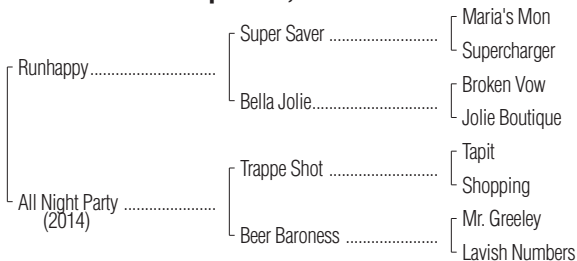 Maria's Mon
Super Saver ...........................
Supercharger
Runhappy...............................
Broken Vow
Bella Jolie...............................
Jolie Boutique
Tapit
Trappe Shot ...........................
Shopping
All Night Party .......................
(2014)
Mr. Greeley
Beer Baroness .......................
Lavish Numbers